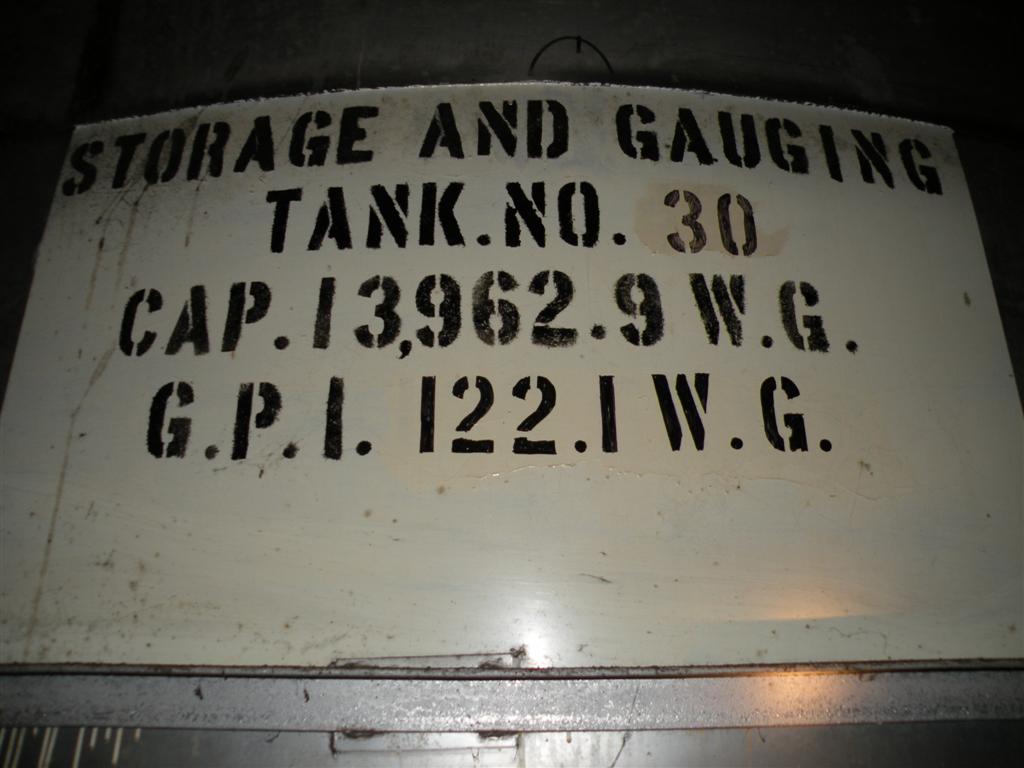 STORAGE AND GAUGING
TANK.NO. 30
CAP.13,962.9 W.G.
G.P.I. 122.1 W.G.